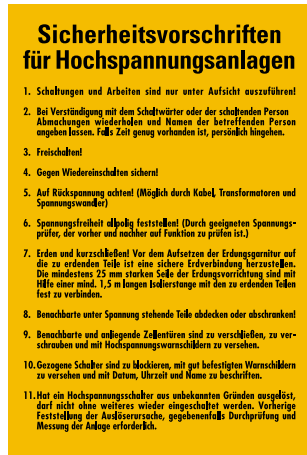 Sicherheitsvorschriften
für Hochspannungsanlagen
1. Schaltungen und Arbeiten sind nur unter Aufsicht auszuführen!
2. Bei Verständigung mit dem Schaltwärter oder der schaltenden Person
Abmachungen wiederholen und Namen der betreffenden Person
angeben lassen. Falls Zeit genug vorhanden ist, persönlich hingehen.
3. Freischalten!
4. Gegen Wiedereinschalten sichern!
5. Auf Rückspannung achten! (Möglich durch Kabel, Transformatoren und
Spannungswandler)
6. Spannungsfreiheit allpolig feststellen! (Durch geeigneten Spannungs-
prüfer, der vorher und nachher auf Funktion zu prüfen ist.)
7. Erden und kurzschließen! Vor dem Aufsetzen der Erdungsgarnitur auf
die zu erdenden Teile ist eine sichere Erdverbindung herzustellen.
Die mindestens 25 mm starken Seile der Erdungsvorrichtung sind mit
Hilfe einer mind. 1,5 m langen Isolierstange mit den zu erdenden Teilen
fest zu verbinden.
8. Benachbarte unter Spannung stehende Teile abdecken oder abschranken!
9. Benachbarte und anliegende Zellentüren sind zu verschließen, zu ver-
schrauben und mit Hochspannungswarnschildern zu versehen.
10. Gezogene Schalter sind zu blockieren, mit gut befestigten Warnschildern
zu versehen und mit Datum, Uhrzeit und Name zu beschriften.
11. Hat ein Hochspannungsschalter aus unbekannten Gründen ausgelöst,
darf nicht ohne weiteres wieder eingeschaltet werden. Vorherige
Feststellung der Auslöserursache, gegebenenfalls Durchprüfung und
Messung der Anlage erforderlich.